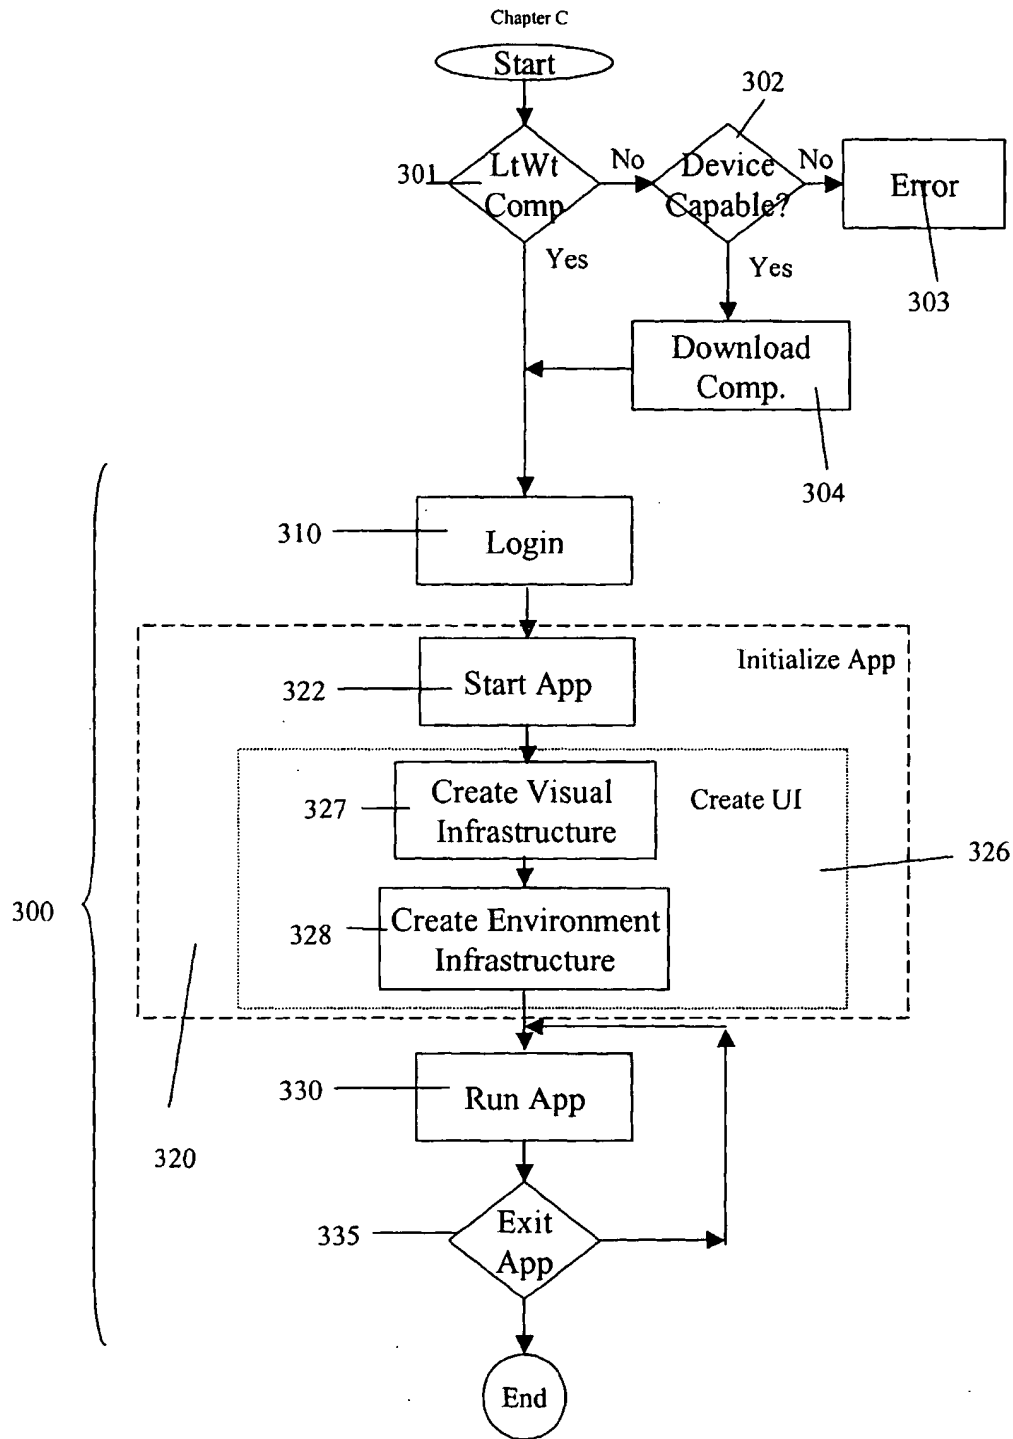 Chapter C
Start
302
301
LtWt
Comp
No
Device
Capable?
No
Error
Yes
Yes
303
Download
Comp.
304
310
Login
Initialize App
322
Start App
327
Create Visual
Infrastructure
Create UI
326
300
328
Create Environment
Infrastructure
330
Run App
320
335
Exit
App
End